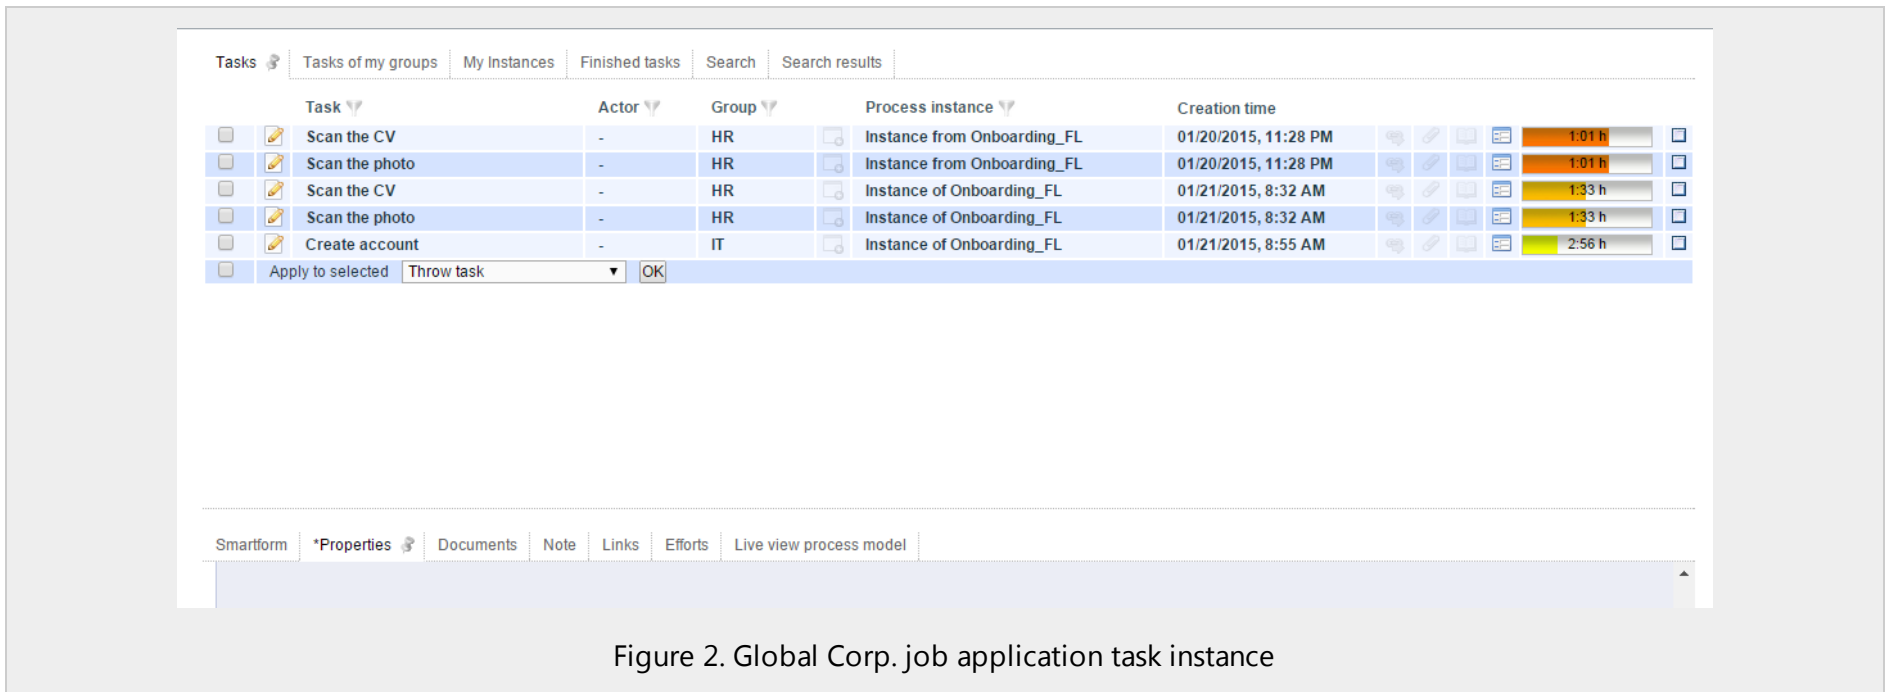 Tasks Tasks of my groups My Instances Finished tasks Search Search results
Task Actor Group Process instance Creation time
Scan the CV - HR Instance from Onboarding_FL 01/20/2015, 11:28 PM 1:01 h
Scan the photo - HR Instance from Onboarding_FL 01/20/2015, 11:28 PM 1:01 h
Scan the CV - HR Instance of Onboarding_FL 01/21/2015, 8:32 AM 1:33 h
Scan the photo - HR Instance of Onboarding_FL 01/21/2015, 8:32 AM 1:33 h
Create account - IT Instance of Onboarding_FL 01/21/2015, 8:55 AM 2:56 h
Apply to selected Throw task OK
Smartform *Properties Documents Note Links Efforts Live view process model
Figure 2. Global Corp. job application task instance